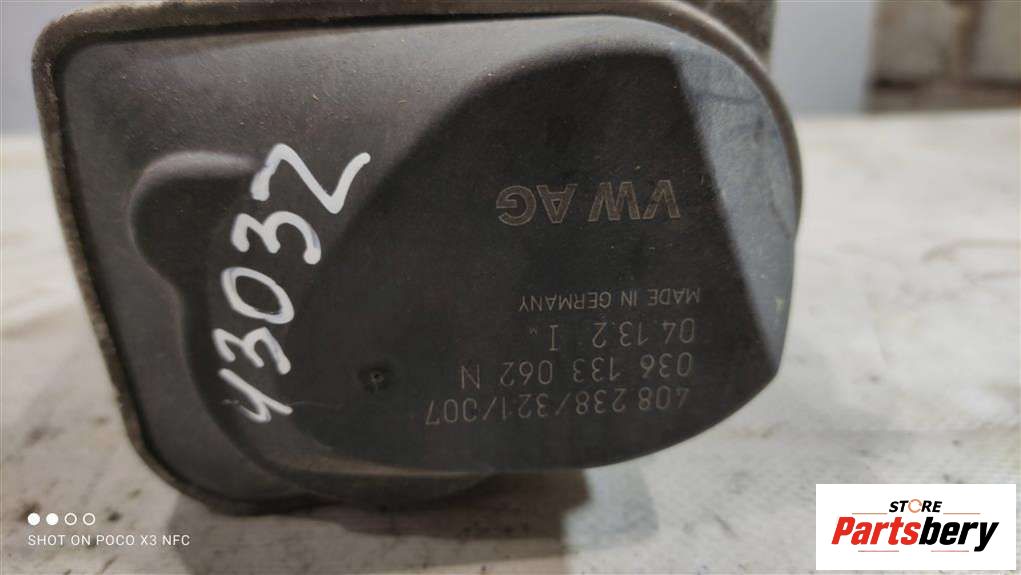 43032
VW AG
MADE IN GERMANY
04.13.2 I
036 133 062 N
408 238/321/007
SHOT ON POCO X3 NFC
STORE
Partsbery